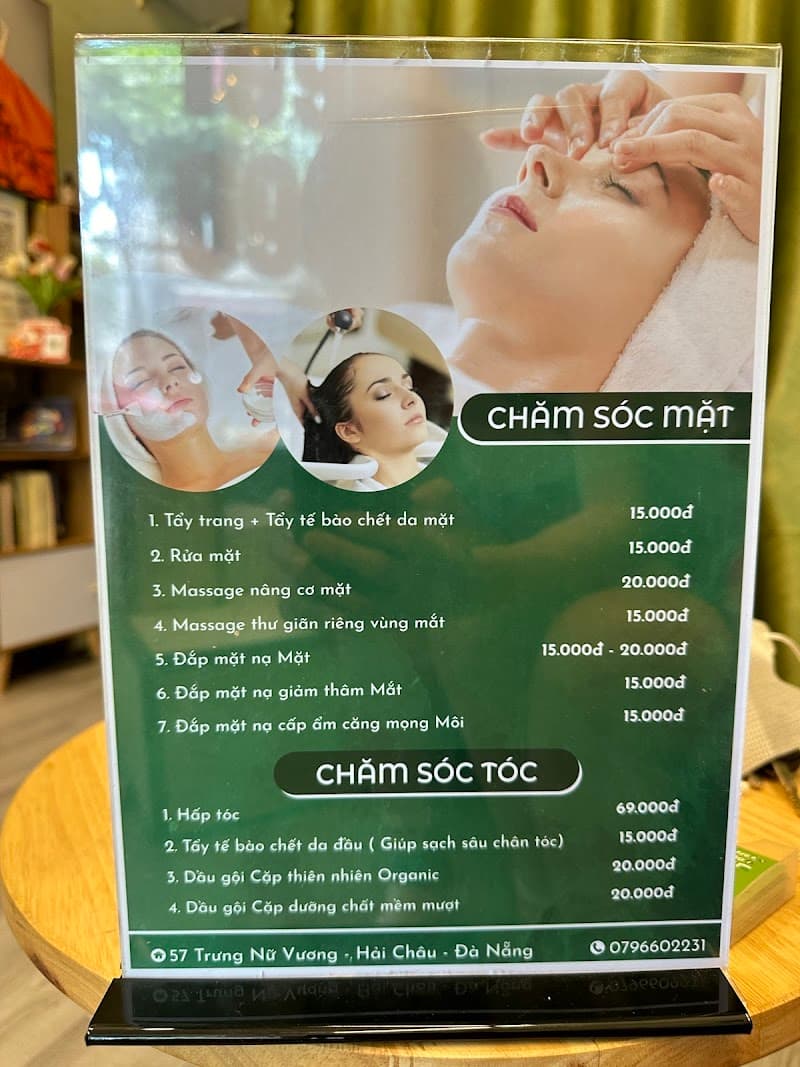 CHĂM SÓC MẶT
1. Tẩy trang + Tẩy tế bào chết da mặt 15.000đ
2. Rửa mặt 15.000đ
3. Massage nâng cơ mặt 20.000đ
4. Massage thư giãn riêng vùng mắt 15.000đ
5. Đắp mặt nạ Mặt 15.000đ - 20.000đ
6. Đắp mặt nạ giảm thâm Mắt 15.000đ
7. Đắp mặt nạ cấp ẩm căng mọng Môi 15.000đ
CHĂM SÓC TÓC
1. Hấp tóc 69.000đ
2. Tẩy tế bào chết da đầu ( Giúp sạch sâu chân tóc) 15.000đ
3. Dầu gội Cặp thiên nhiên Organic 20.000đ
4. Dầu gội Cặp dưỡng chất mềm mượt 20.000đ
57 Trưng Nữ Vương -, Hải Châu - Đà Nẵng 0796602231